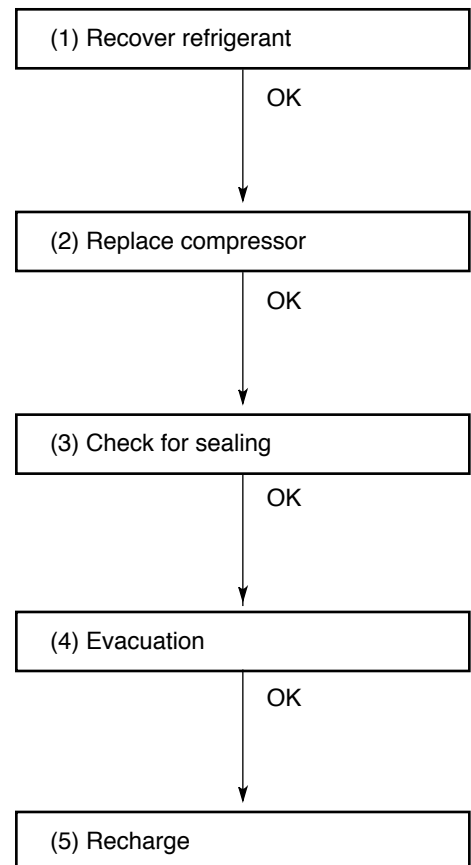 (1) Recover refrigerant
OK
(2) Replace compressor
OK
(3) Check for sealing
OK
(4) Evacuation
OK
(5) Recharge